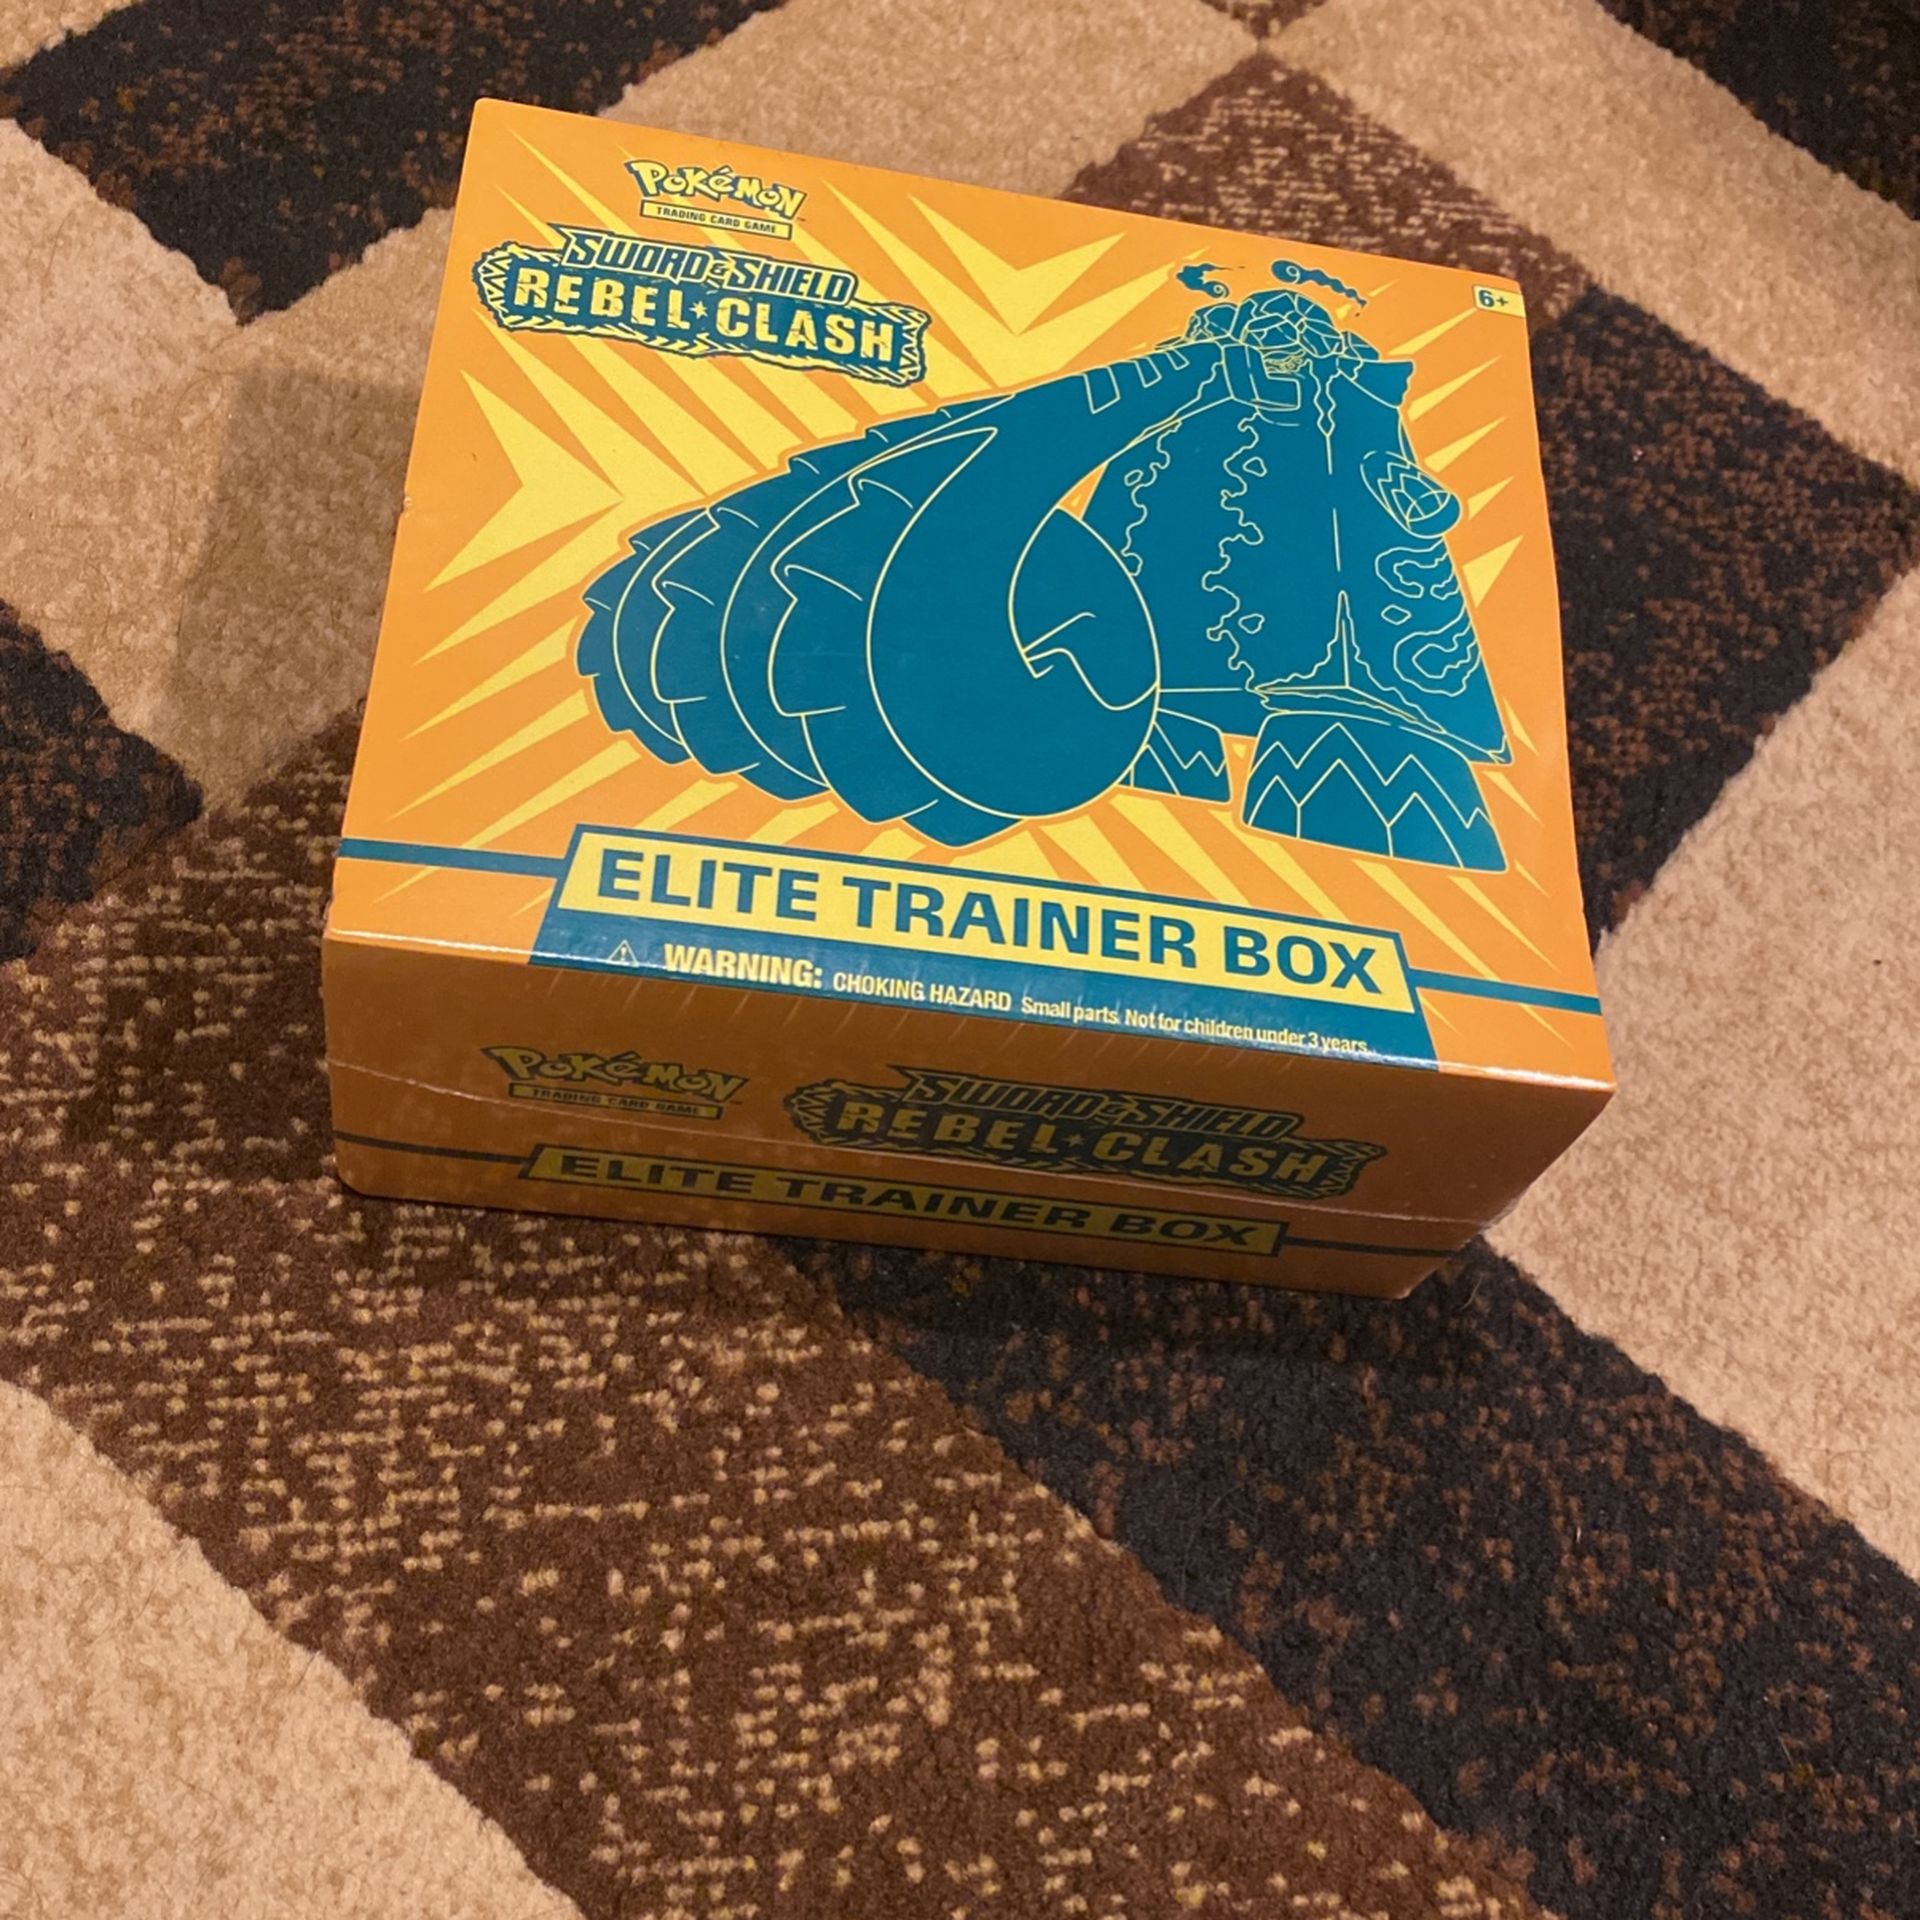 POKéMON
TRADING CARD GAME
SWORD & SHIELD
REBEL CLASH
6+
ELITE TRAINER BOX
WARNING: CHOKING HAZARD Small parts. Not for children under 3 years.
POKéMON
TRADING CARD GAME
SWORD & SHIELD
REBEL CLASH
ELITE TRAINER BOX